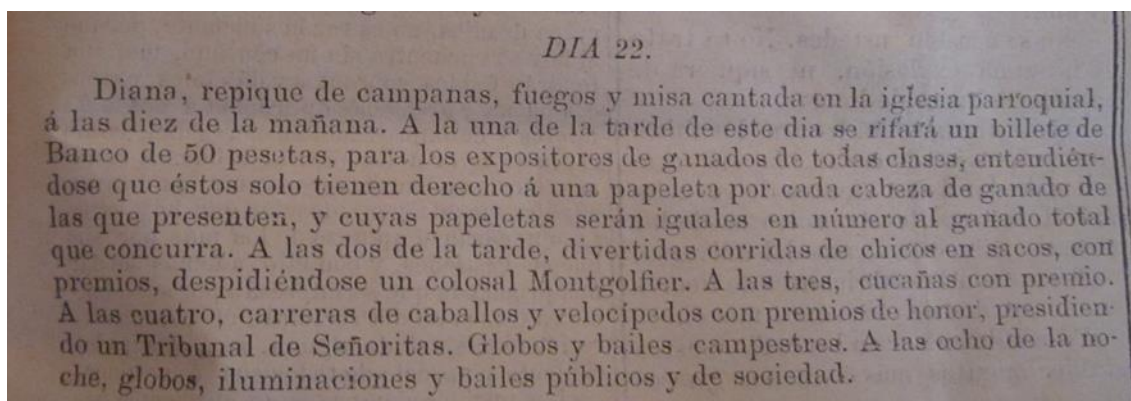 DIA 22.
Diana, repique de campanas, fuegos y misa cantada en la iglesia parroquial,
á las diez de la mañana. A la una de la tarde de este dia se rifará un billete de
Banco de 50 pesetas, para los expositores de ganados de todas clases, entendién-
dose que éstos solo tienen derecho á una papeleta por cada cabeza de ganado de
las que presenten, y cuyas papeletas serán iguales en número al ganado total
que concurra. A las dos de la tarde, divertidas corridas de chicos en sacos, con
premios, despidiéndose un colosal Montgolfier. A las tres, cucañas con premio.
A las cuatro, carreras de caballos y velocípedos con premios de honor, presidien-
do un Tribunal de Señoritas. Globos y bailes campestres. A las ocho de la no-
che, globos, iluminaciones y bailes públicos y de sociedad.